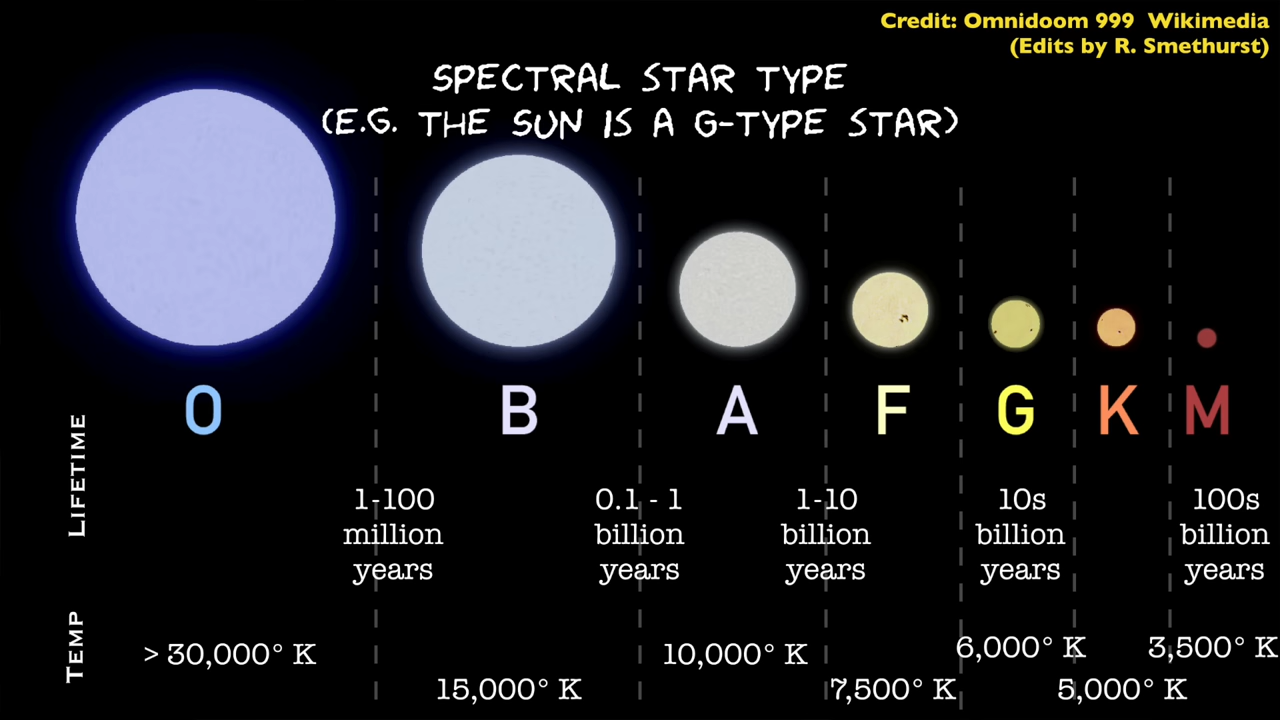 Credit: Omnidoom 999 Wikimedia
(Edits by R. Smethurst)
SPECTRAL STAR TYPE
(E.G. THE SUN IS A G-TYPE STAR)
O B A F G K M
LIFETIME
1-100 million years
0.1 - 1 billion years
1-10 billion years
10s billion years
100s billion years
TEMP
> 30,000° K
15,000° K
10,000° K
7,500° K
6,000° K
5,000° K
3,500° K